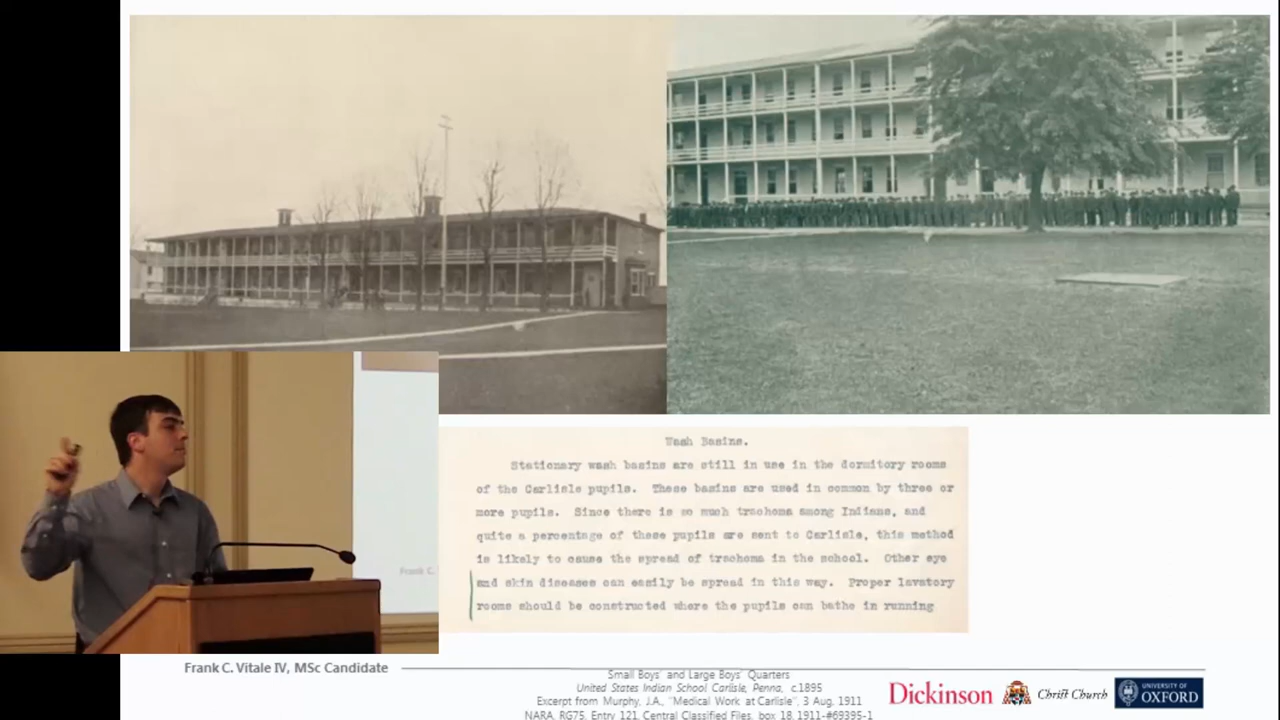 Wash Basins.
Stationary wash basins are still in use in the dormitory rooms
of the Carlisle pupils. These basins are used in common by three or
more pupils. Since there is so much trachoma among Indians, and
quite a percentage of these pupils are sent to Carlisle, this method
is likely to cause the spread of trachoma in the school. Other eye
and skin diseases can easily be spread in this way. Proper lavatory
rooms should be constructed where the pupils can bathe in running
Frank C.
Frank C. Vitale IV, MSc Candidate
Small Boys' and Large Boys' Quarters
United States Indian School Carlisle, Penna, c.1895
Excerpt from Murphy, J.A., "Medical Work at Carlisle", 3 Aug. 1911
NARA, RG75, Entry 121, Central Classified Files, box 18, 1911-#69395-1
Dickinson
Christ Church
UNIVERSITY OF
OXFORD